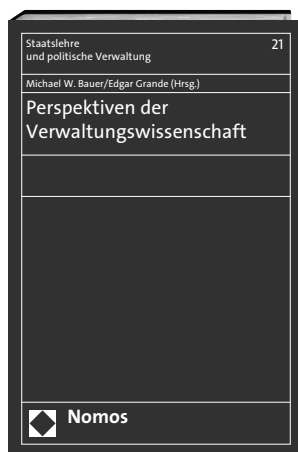 Staatslehre
und politische Verwaltung
21
Michael W. Bauer/Edgar Grande (Hrsg.)
Perspektiven der
Verwaltungswissenschaft
Nomos